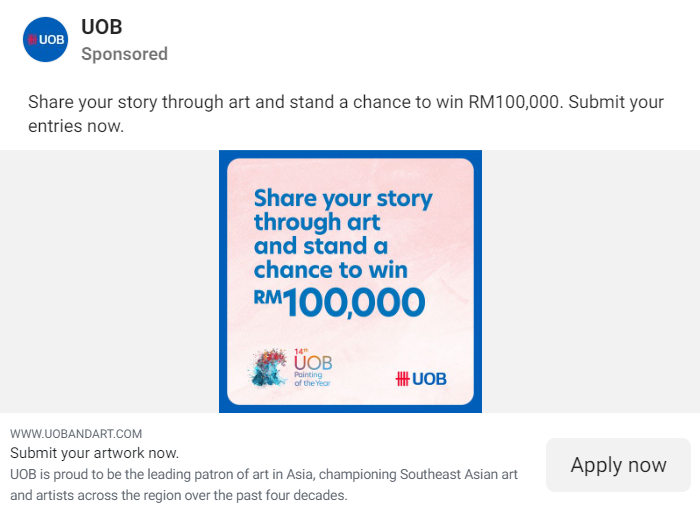 UOB
UOB
Sponsored
Share your story through art and stand a chance to win RM100,000. Submit your
entries now.
Share your story
through art
and stand a
chance to win
RM100,000
14th
UOB
Painting
of the Year
UOB
WWW.UOBANDART.COM
Submit your artwork now.
UOB is proud to be the leading patron of art in Asia, championing Southeast Asian art
and artists across the region over the past four decades.
Apply now